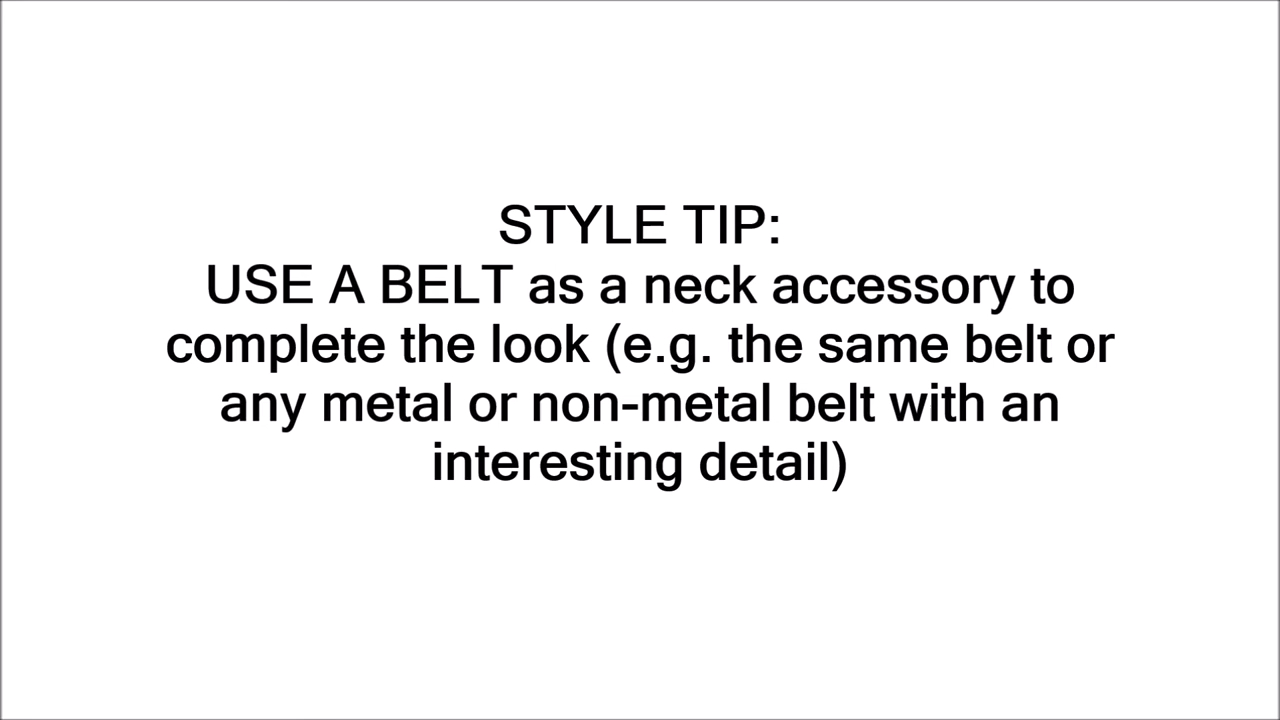 STYLE TIP:
USE A BELT as a neck accessory to
complete the look (e.g. the same belt or
any metal or non-metal belt with an
interesting detail)